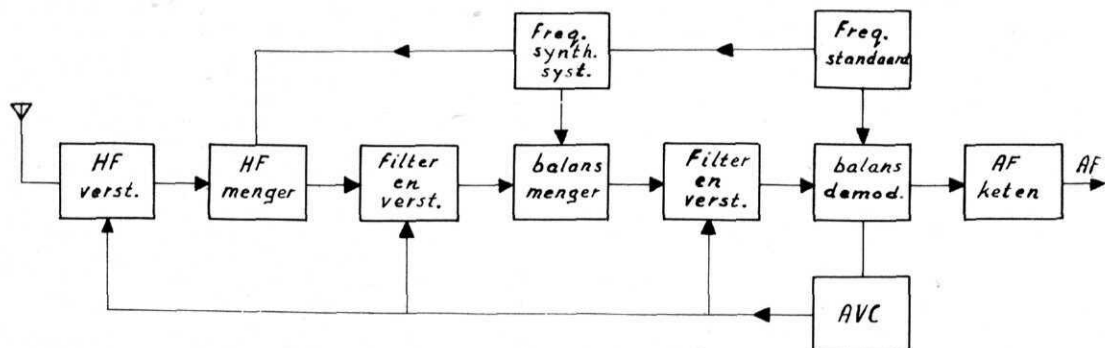 Freq.
synth.
syst.
Freq.
standaard
HF
verst.
HF
menger
Filter
en
verst.
balans
menger
Filter
en
verst.
balans
demod.
AF
keten
AF
AVC